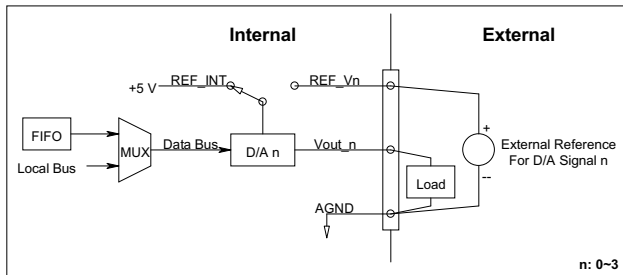 Internal
External
REF_INT
REF_Vn
+5 V
FIFO
MUX
Data Bus
D/A n
Vout_n
Local Bus
Load
AGND
+
External Reference
For D/A Signal n
--
n: 0~3